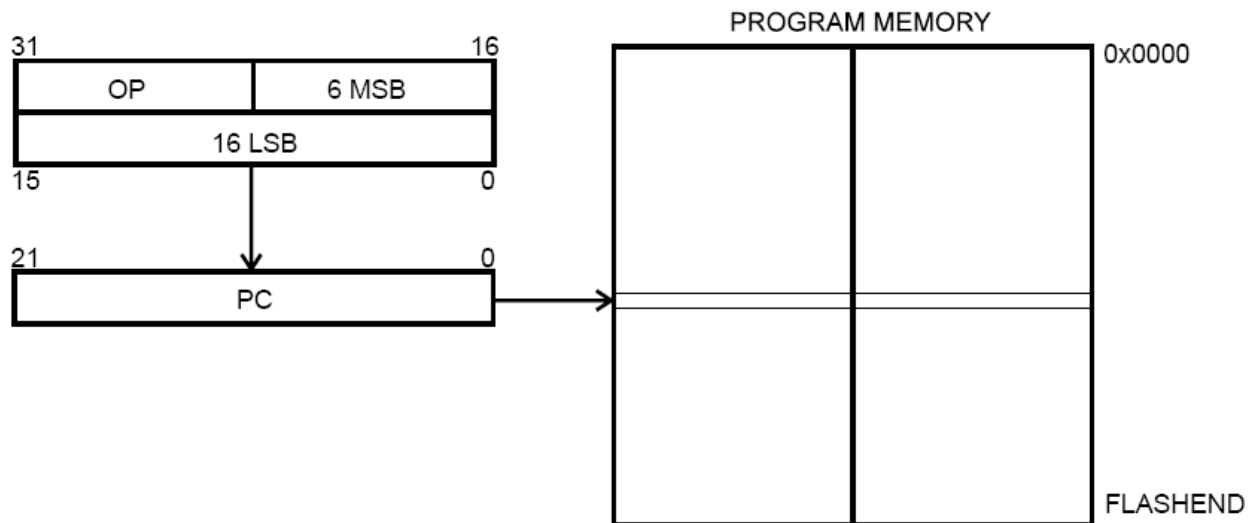 PROGRAM MEMORY
31 16
0x0000
OP 6 MSB
16 LSB
15 0
21 0
PC
FLASHEND